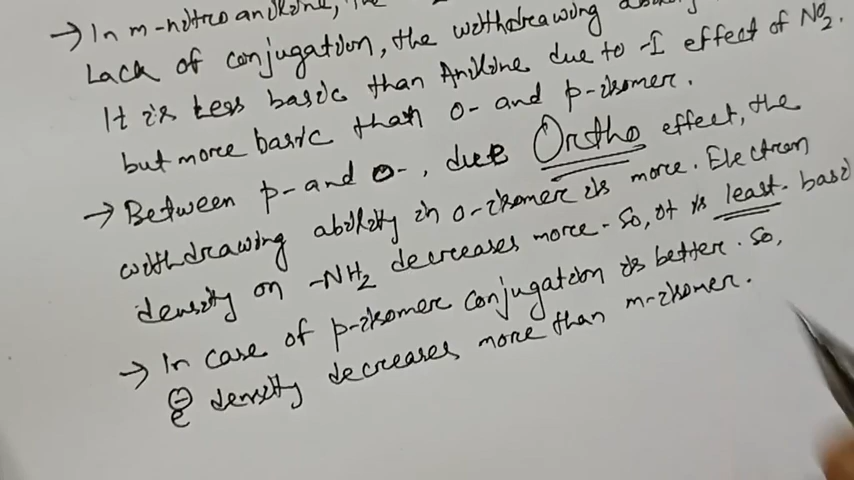 → In m-nitro aniline, the
Lack of conjugation, the withdrawing
It is Less basic than Aniline due to -I effect of NO2.
but more basic than o- and p-isomer.
→ Between p- and o-, due Ortho effect, the
withdrawing ability in o-isomer is more. Electron
density on -NH2 decreases more. So, it is least basi
→ In case of p-isomer conjugation is better. So,
e⊖ density decreases more than m-isomer.